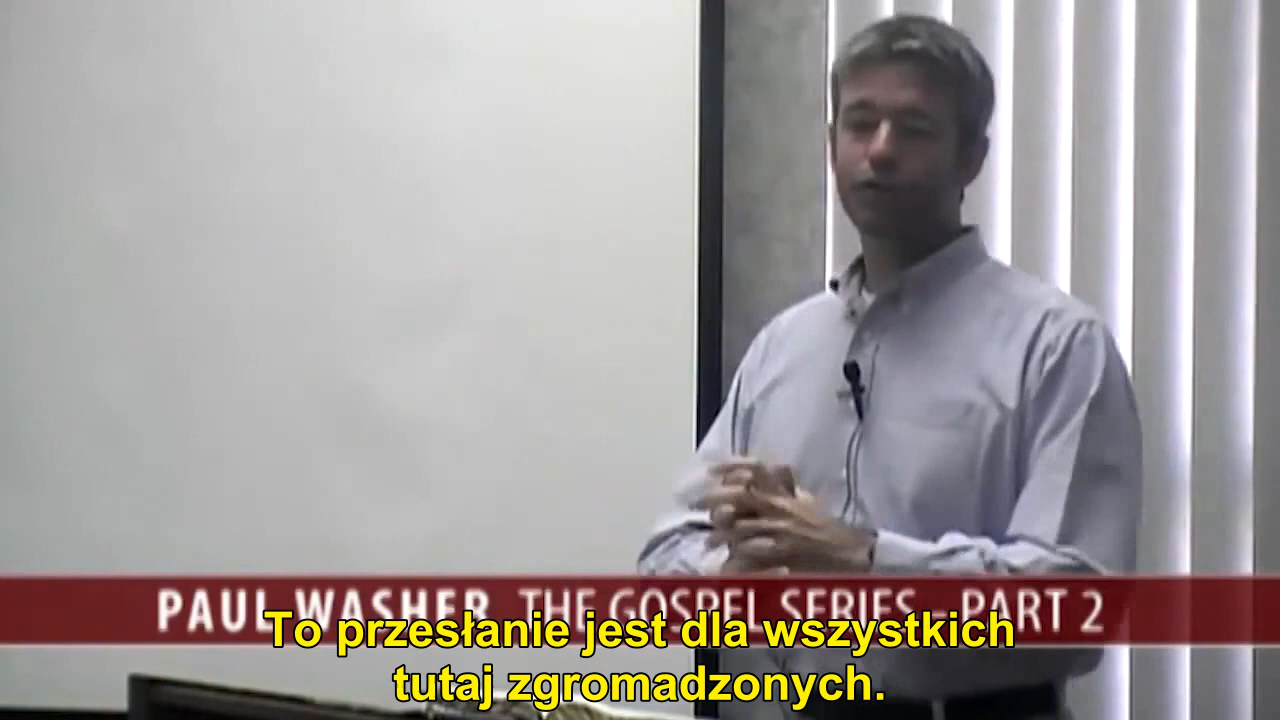 PAUL WASHER THE GOSPEL SERIES – PART 2
To przesłanie jest dla wszystkich
tutaj zgromadzonych.